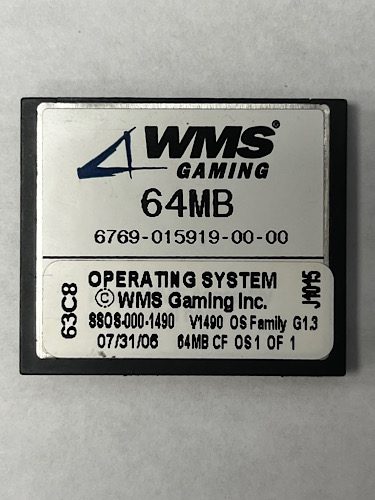 WMS®
GAMING
64MB
6769-015919-00-00
63C8
OPERATING SYSTEM
© WMS Gaming Inc.
SSOS-000-1490 V1490 OS Family G1.3
07/31/06 64MB CF OS 1 OF 1
J1015